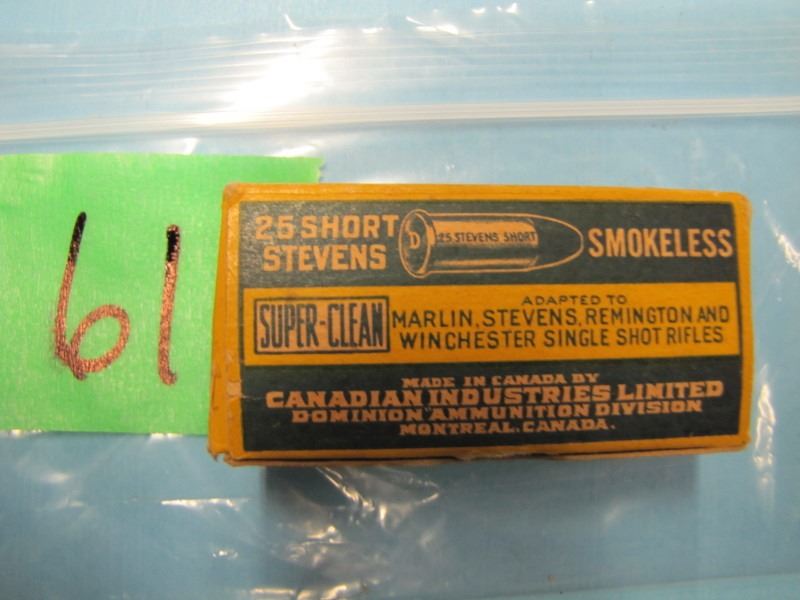 61
25 SHORT
STEVENS
D
25 STEVENS SHORT
SMOKELESS
SUPER-CLEAN
ADAPTED TO
MARLIN, STEVENS, REMINGTON AND
WINCHESTER SINGLE SHOT RIFLES
MADE IN CANADA BY
CANADIAN INDUSTRIES LIMITED
DOMINION AMMUNITION DIVISION
MONTREAL, CANADA.